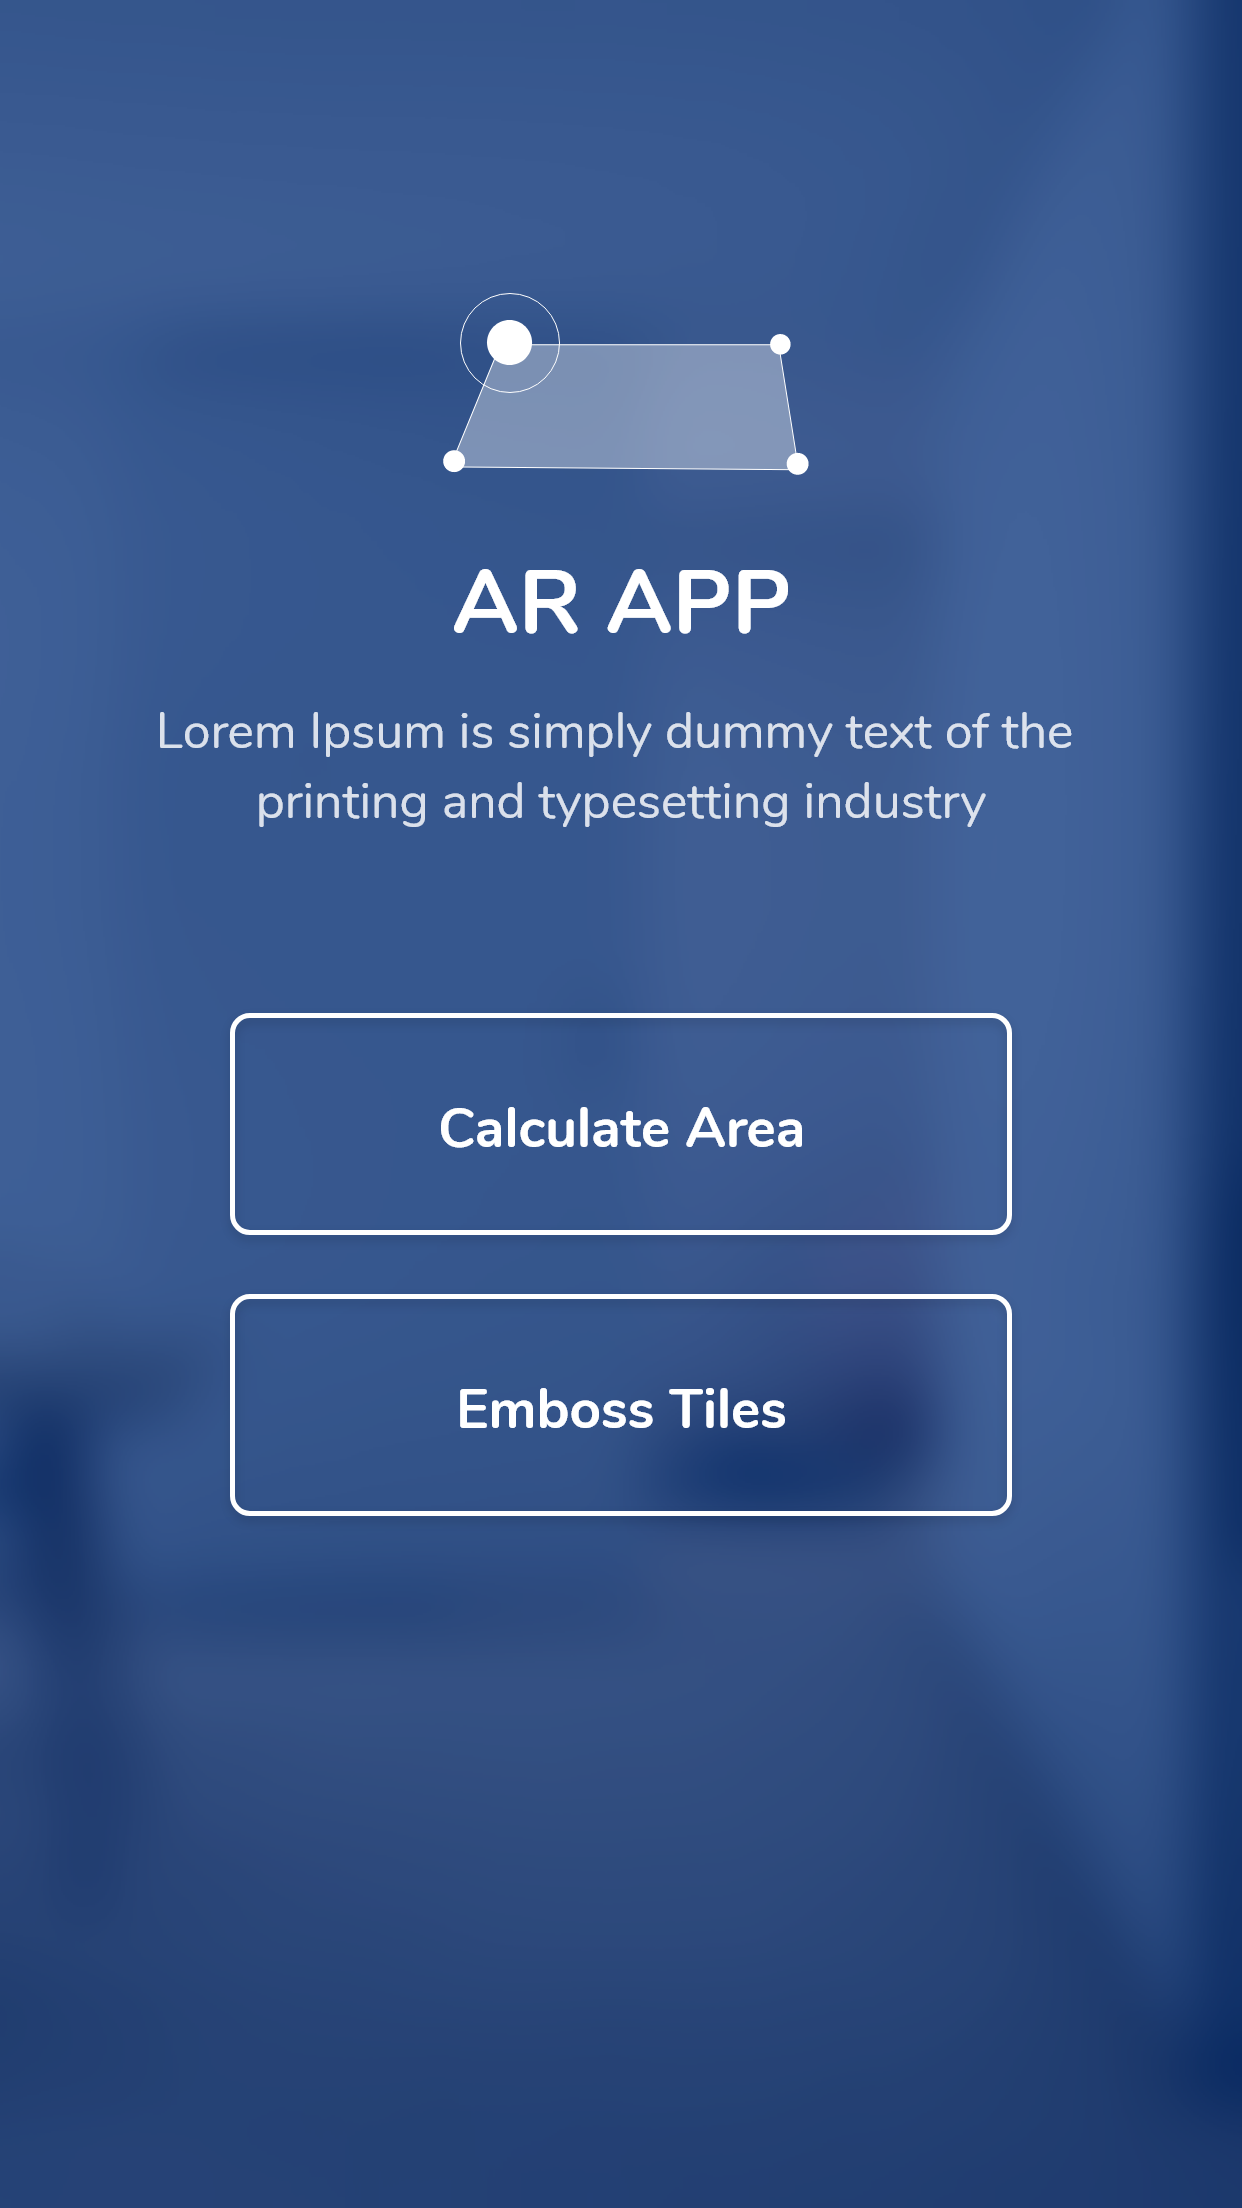 AR APP
Lorem Ipsum is simply dummy text of the
printing and typesetting industry
Calculate Area
Emboss Tiles